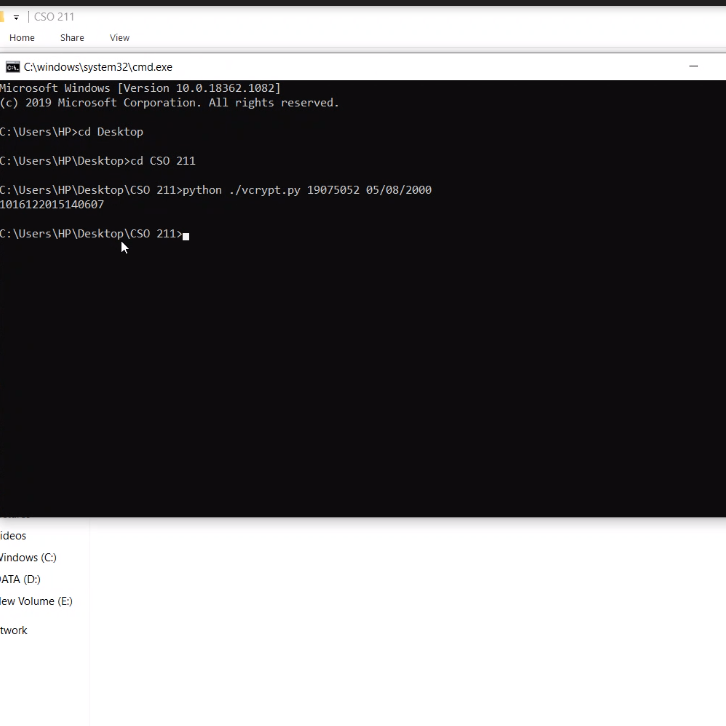 CSO 211
Home Share View
C:\windows\system32\cmd.exe
Microsoft Windows [Version 10.0.18362.1082]
(c) 2019 Microsoft Corporation. All rights reserved.
C:\Users\HP>cd Desktop
C:\Users\HP\Desktop>cd CSO 211
C:\Users\HP\Desktop\CSO 211>python ./vcrypt.py 19075052 05/08/2000
1016122015140607
C:\Users\HP\Desktop\CSO 211>
ideos
Windows (C:)
DATA (D:)
New Volume (E:)
twork